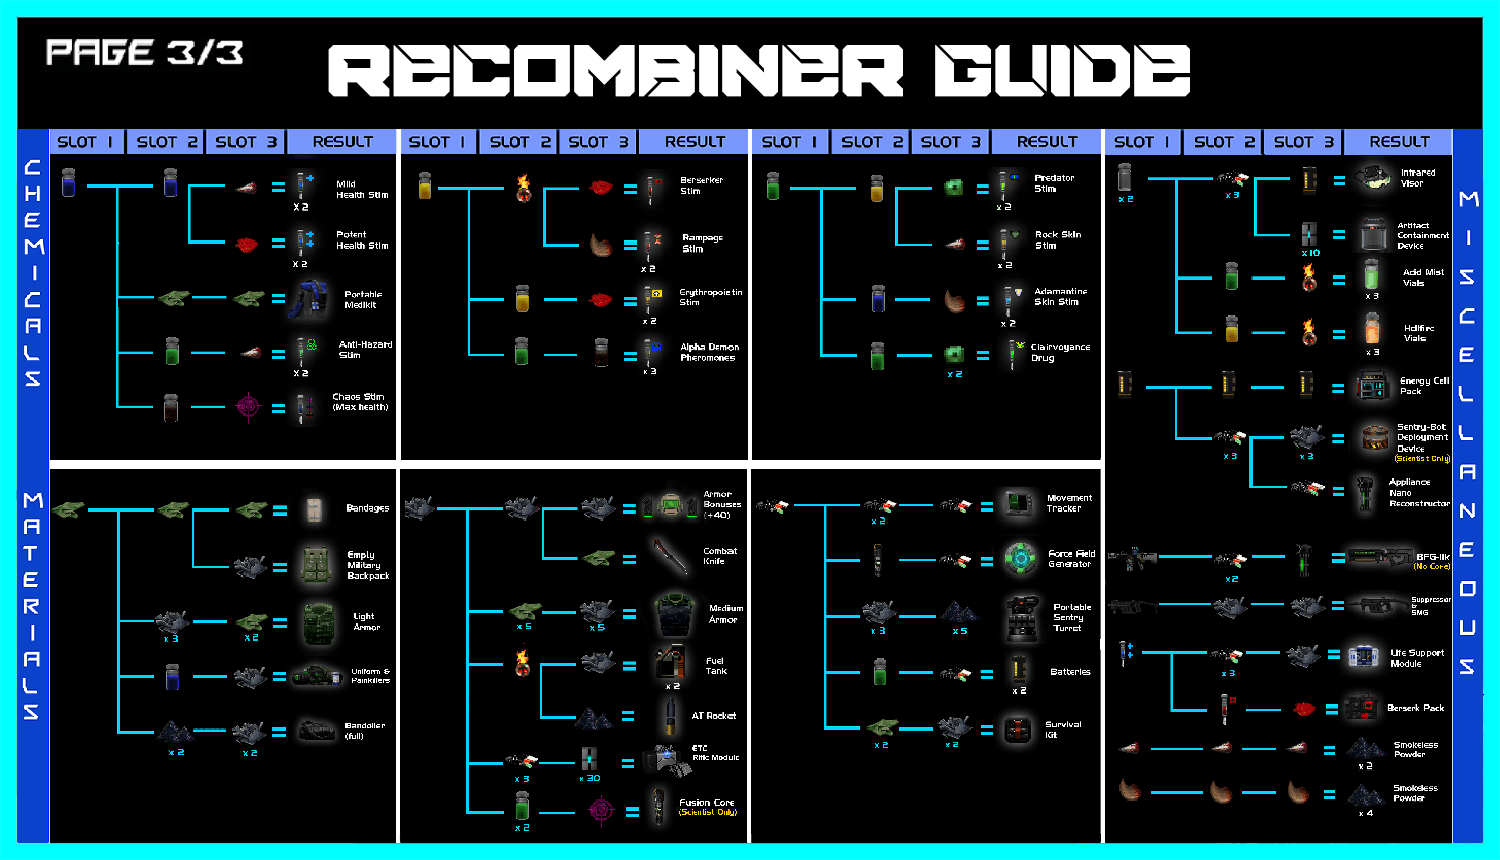 PAGE 3/3
RECOMBINER GUIDE
SLOT 1 SLOT 2 SLOT 3 RESULT
SLOT 1 SLOT 2 SLOT 3 RESULT
SLOT 1 SLOT 2 SLOT 3 RESULT
SLOT 1 SLOT 2 SLOT 3 RESULT
CHEMICALS
Mild
Health Stim
x 2
Potent
Health Stim
x 2
Portable
Medikit
Anti-Hazard
Stim
x 2
Chaos Stim
(Max health)
Berserker
Stim
Rampage
Stim
x 2
Erythropoietin
Stim
x 2
Alpha Demon
Pheromones
x 3
Predator
Stim
x 2
Rock Skin
Stim
x 2
Adamantine
Skin Stim
x 2
Clairvoyance
Drug
x 2
MATERIALS
Bandages
Empty
Military
Backpack
Light
Armor
x 3 x 2
Uniform &
Painkillers
Bandolier
(full)
x 2 x 2
Armor
Bonuses
(+40)
Combat
Knife
Medium
Armor
x 5 x 5
Fuel
Tank
x 2
AT Rocket
ETC
Rifle Module
x 3 x 30
Fusion Core
(Scientist Only)
x 2
Movement
Tracker
x 2
Force Field
Generator
Portable
Sentry
Turret
x 3 x 5
Batteries
x 2
Survival
Kit
x 2 x 2
MISCELLANEOUS
Infrared
Visor
x 2 x 3
Artifact
Containment
Device
x 10
Acid Mist
Vials
x 3
Hellfire
Vials
x 3
Energy Cell
Pack
Sentry-Bot
Deployment
Device
(Scientist Only)
x 3 x 3
Appliance
Nano
Reconstructor
(No Core)
x 2
Suppressor
&
SMG
Life Support
Module
x 3
Berserk Pack
Smokeless
Powder
x 2
Smokeless
Powder
x 4